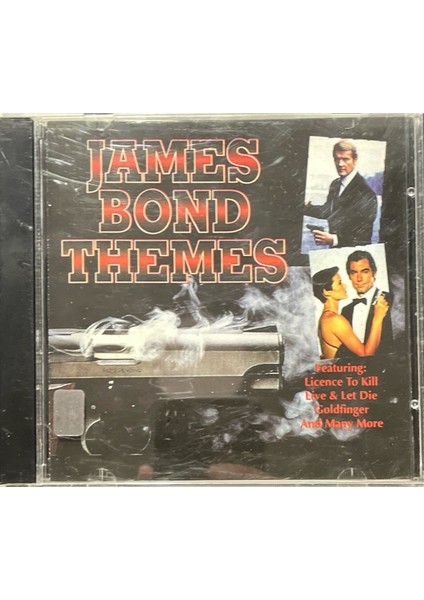 JAMES
BOND
THEMES
Featuring:
Licence To Kill
Live & Let Die
Goldfinger
And Many More